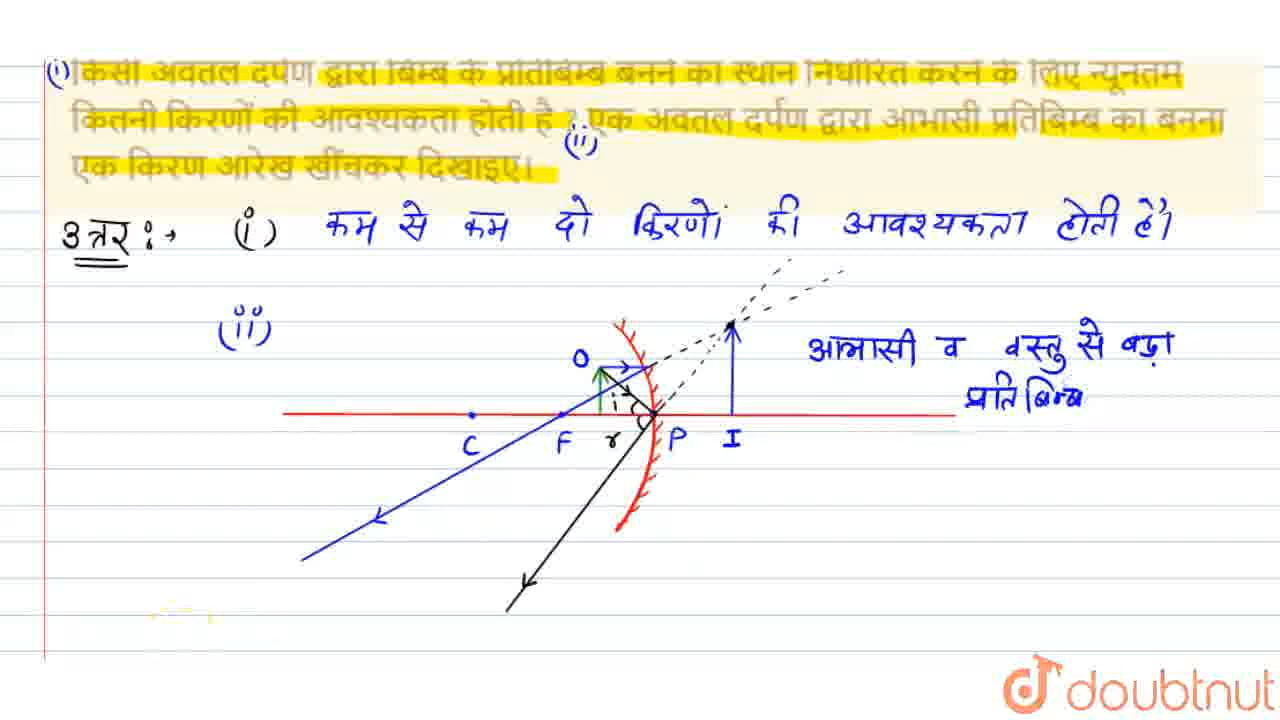 (i) किसी अवतल दर्पण द्वारा बिम्ब के प्रतिबिम्ब बनने का स्थान निर्धारित करने के लिए न्यूनतम
कितनी किरणों की आवश्यकता होती है ? एक अवतल दर्पण द्वारा आभासी प्रतिबिम्ब का बनना
(ii)
एक किरण आरेख खींचकर दिखाइए।
उत्तर :→ (i) कम से कम दो किरणों की आवश्यकता होती है।
(ii)
आभासी व वस्तु से बड़ा
प्रतिबिम्ब
O
i
C F r P I
doubtnut